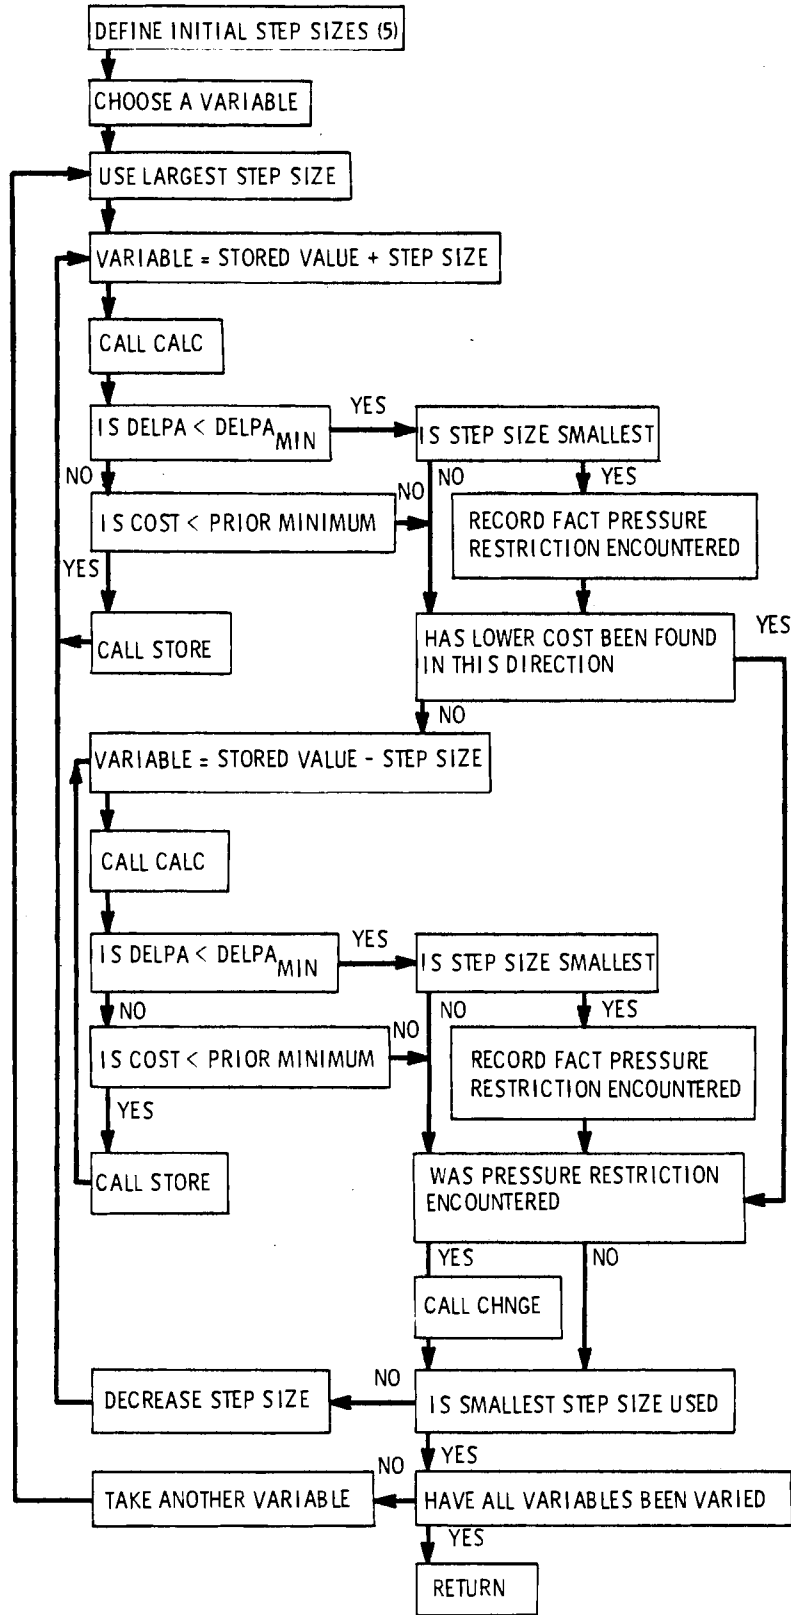 DEFINE INITIAL STEP SIZES (5)
CHOOSE A VARIABLE
USE LARGEST STEP SIZE
VARIABLE = STORED VALUE + STEP SIZE
CALL CALC
IS DELPA < DELPA MIN
YES
IS STEP SIZE SMALLEST
NO
NO
NO
YES
IS COST < PRIOR MINIMUM
RECORD FACT PRESSURE
RESTRICTION ENCOUNTERED
YES
CALL STORE
HAS LOWER COST BEEN FOUND
IN THIS DIRECTION
YES
NO
VARIABLE = STORED VALUE - STEP SIZE
CALL CALC
IS DELPA < DELPA MIN
YES
IS STEP SIZE SMALLEST
NO
NO
NO
YES
IS COST < PRIOR MINIMUM
RECORD FACT PRESSURE
RESTRICTION ENCOUNTERED
YES
CALL STORE
WAS PRESSURE RESTRICTION
ENCOUNTERED
YES
NO
CALL CHNGE
NO
DECREASE STEP SIZE
IS SMALLEST STEP SIZE USED
YES
NO
TAKE ANOTHER VARIABLE
HAVE ALL VARIABLES BEEN VARIED
YES
RETURN